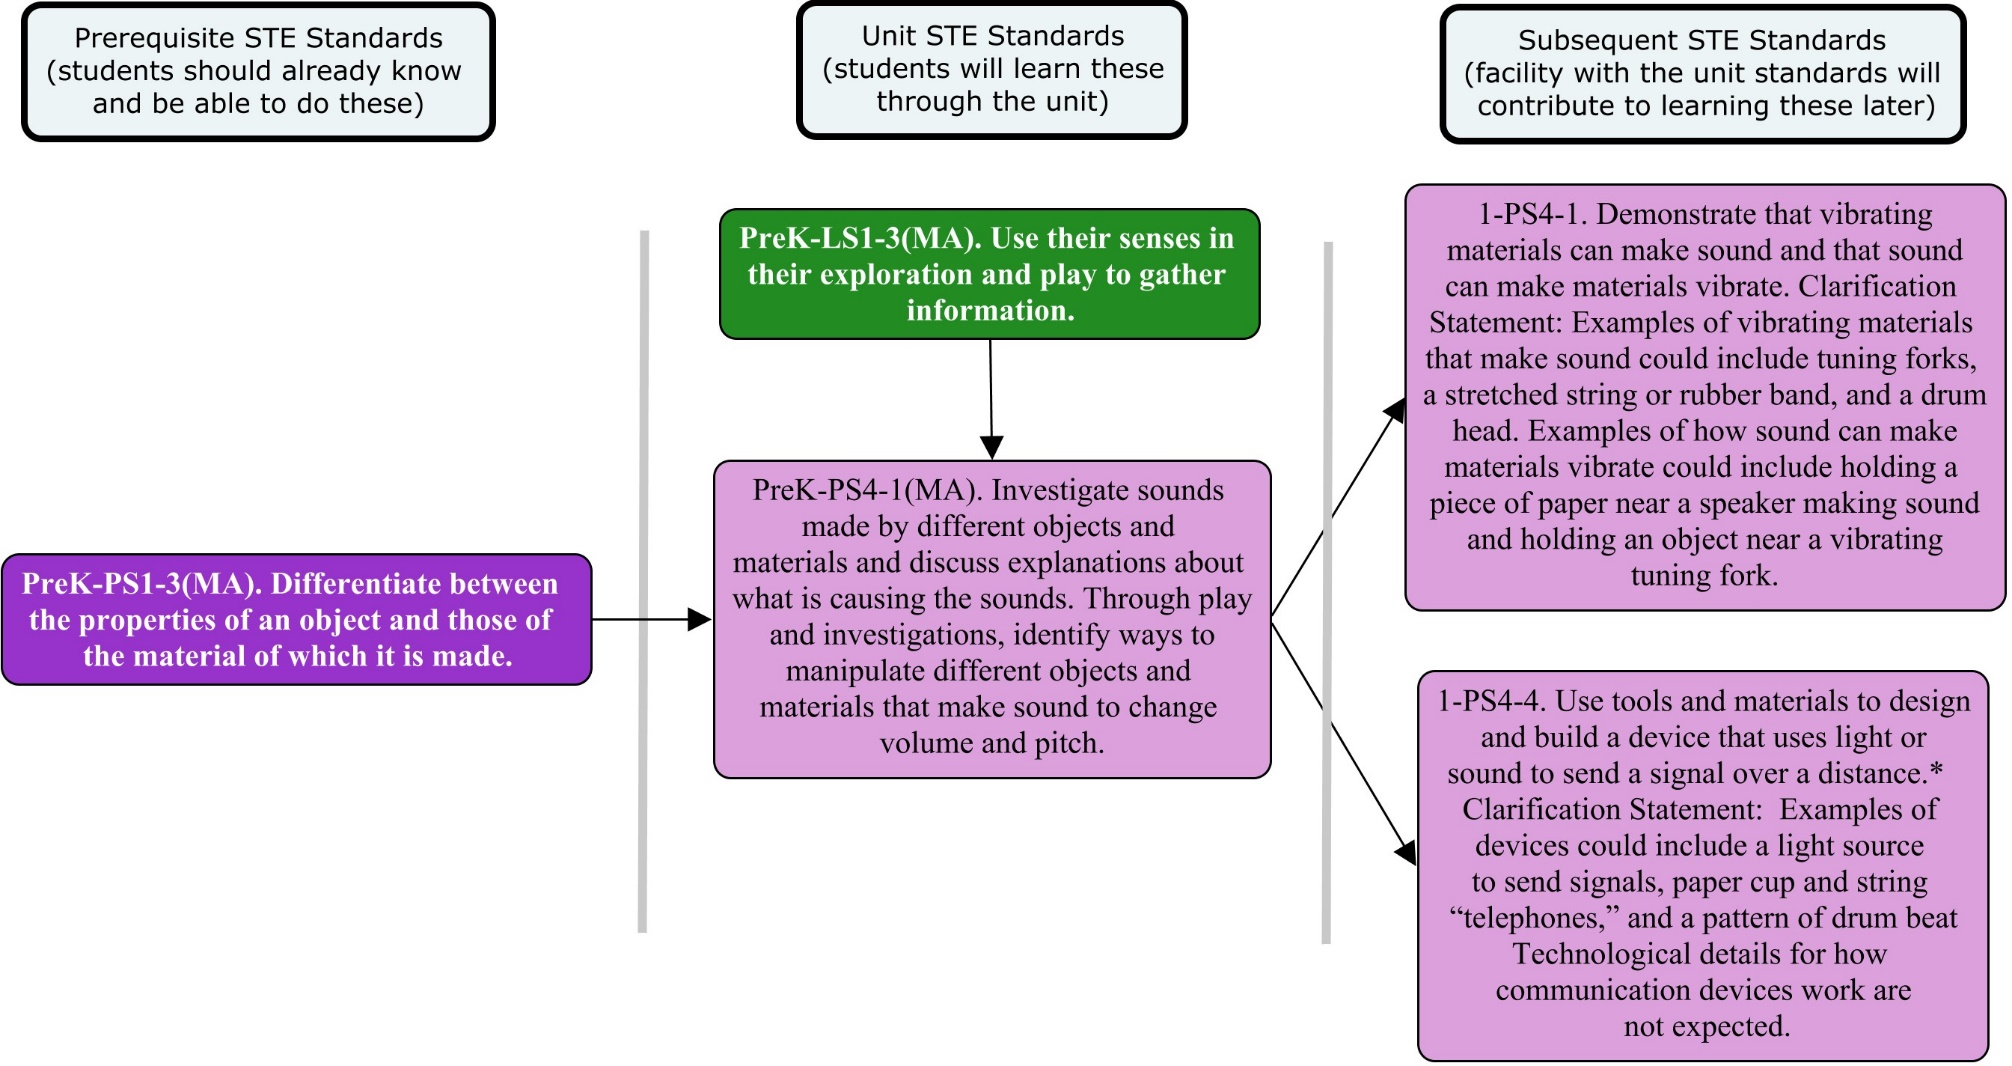 Prerequisite STE Standards
(students should already know
and be able to do these)
Unit STE Standards
(students will learn these
through the unit)
Subsequent STE Standards
(facility with the unit standards will
contribute to learning these later)
PreK-PS1-3(MA). Differentiate between
the properties of an object and those of
the material of which it is made.
PreK-LS1-3(MA). Use their senses in
their exploration and play to gather
information.
PreK-PS4-1(MA). Investigate sounds
made by different objects and
materials and discuss explanations about
what is causing the sounds. Through play
and investigations, identify ways to
manipulate different objects and
materials that make sound to change
volume and pitch.
1-PS4-1. Demonstrate that vibrating
materials can make sound and that sound
can make materials vibrate. Clarification
Statement: Examples of vibrating materials
that make sound could include tuning forks,
a stretched string or rubber band, and a drum
head. Examples of how sound can make
materials vibrate could include holding a
piece of paper near a speaker making sound
and holding an object near a vibrating
tuning fork.
1-PS4-4. Use tools and materials to design
and build a device that uses light or
sound to send a signal over a distance.*
Clarification Statement:  Examples of
devices could include a light source
to send signals, paper cup and string
“telephones,” and a pattern of drum beat
Technological details for how
communication devices work are
not expected.